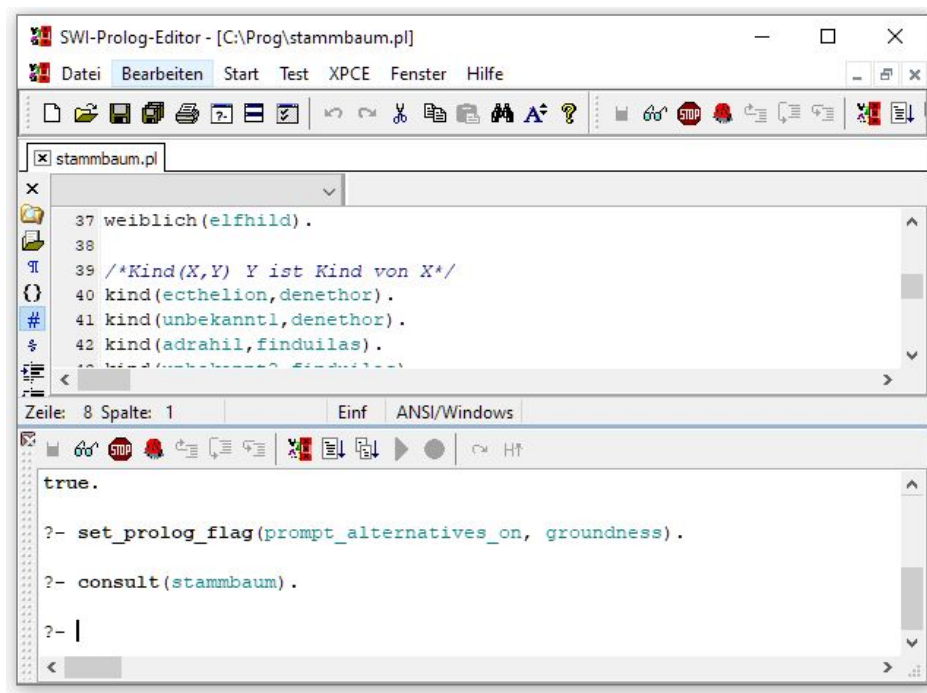 SWI-Prolog-Editor - [C:\Prog\stammbaum.pl]
Datei Bearbeiten Start Test XPCE Fenster Hilfe
stammbaum.pl
37 weiblich(elfhild).
38
39 /*Kind(X,Y) Y ist Kind von X*/
40 kind(ecthelion,denethor).
41 kind(unbekannt1,denethor).
42 kind(adrahil,finduilas).
Zeile: 8 Spalte: 1 Einf ANSI/Windows
true.
?- set_prolog_flag(prompt_alternatives_on, groundness).
?- consult(stammbaum).
?-